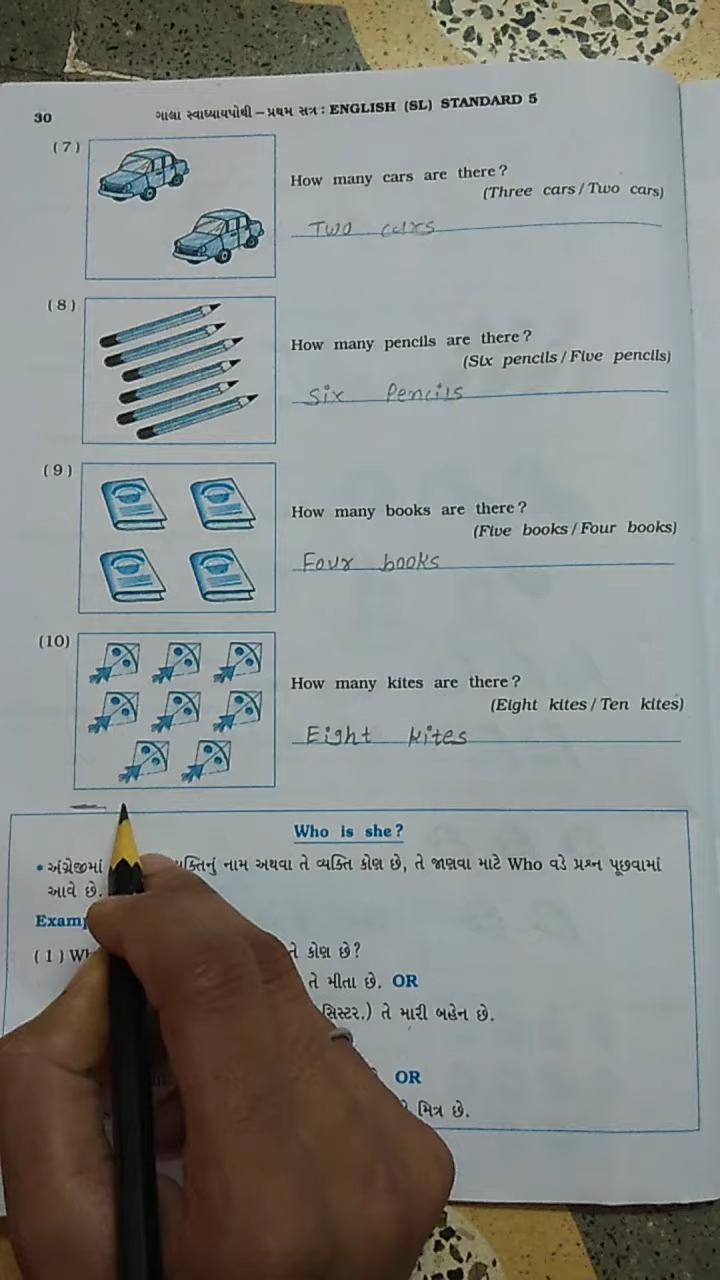 30
ગાલા સ્વાધ્યાયપોથી – પ્રથમ સત્ર : ENGLISH (SL) STANDARD 5
(7)
How many cars are there?
(Three cars / Two cars)
Two cars
(8)
How many pencils are there?
(Six pencils / Five pencils)
Six Pencils
(9)
How many books are there?
(Five books / Four books)
Four books
(10)
How many kites are there?
(Eight kites / Ten kites)
Eight kites
Who is she?
• અંગ્રેજીમાં નામ અથવા તે વ્યક્તિ કોણ છે, તે જાણવા માટે Who વડે પ્રશ્ન પૂછવામાં
આવે છે.
(1) તે કોણ છે?
તે મીતા છે. OR
સિસ્ટર.) તે મારી બહેન છે.
OR
મિત્ર છે.